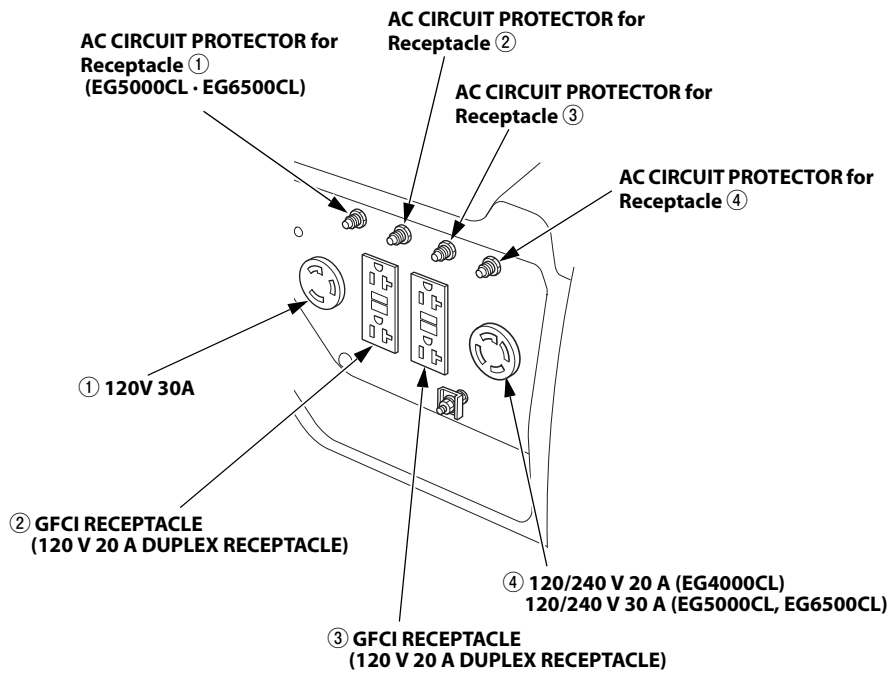 AC CIRCUIT PROTECTOR for
Receptacle ①
(EG5000CL · EG6500CL)
AC CIRCUIT PROTECTOR for
Receptacle ②
AC CIRCUIT PROTECTOR for
Receptacle ③
AC CIRCUIT PROTECTOR for
Receptacle ④
① 120V 30A
② GFCI RECEPTACLE
(120 V 20 A DUPLEX RECEPTACLE)
④ 120/240 V 20 A (EG4000CL)
120/240 V 30 A (EG5000CL, EG6500CL)
③ GFCI RECEPTACLE
(120 V 20 A DUPLEX RECEPTACLE)